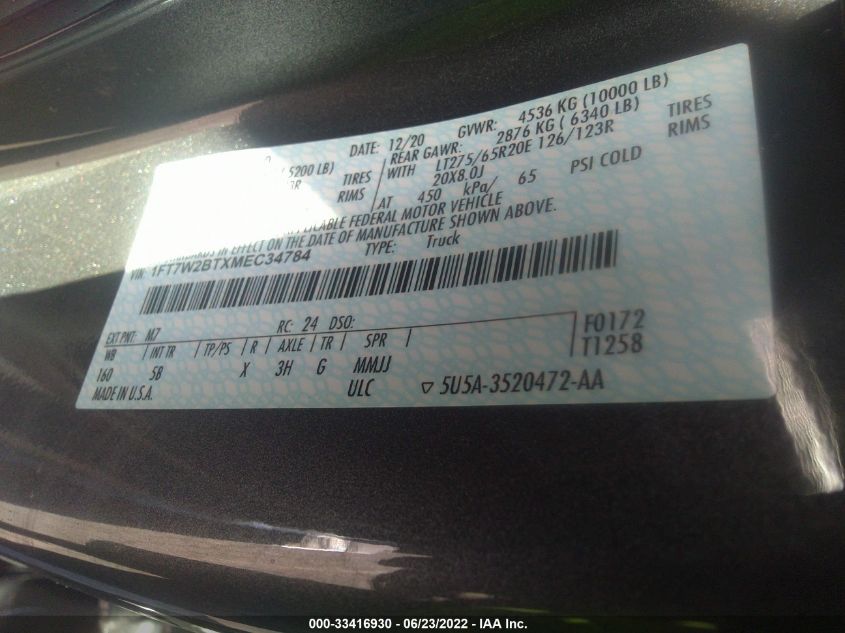 DATE: 12/20 GVWR: 4536 KG (10000 LB)
5200 LB) REAR GAWR: 2876 KG ( 6340 LB)
TIRES WITH LT275/65R20E 126/123R TIRES
RIMS 20X8.0J RIMS
AT 450 kPa/ 65 PSI COLD
FEDERAL MOTOR VEHICLE
IN EFFECT ON THE DATE OF MANUFACTURE SHOWN ABOVE.
VIN: 1FT7W2BTXMEC34784 TYPE: Truck
EXT PNT: M7 RC: 24 DSO: F0172
WB INT TR TP/PS R AXLE TR SPR T1258
160 SB X 3H G MMJJ
MADE IN U.S.A. ULC 5U5A-3520472-AA
000-33416930 - 06/23/2022 - IAA Inc.